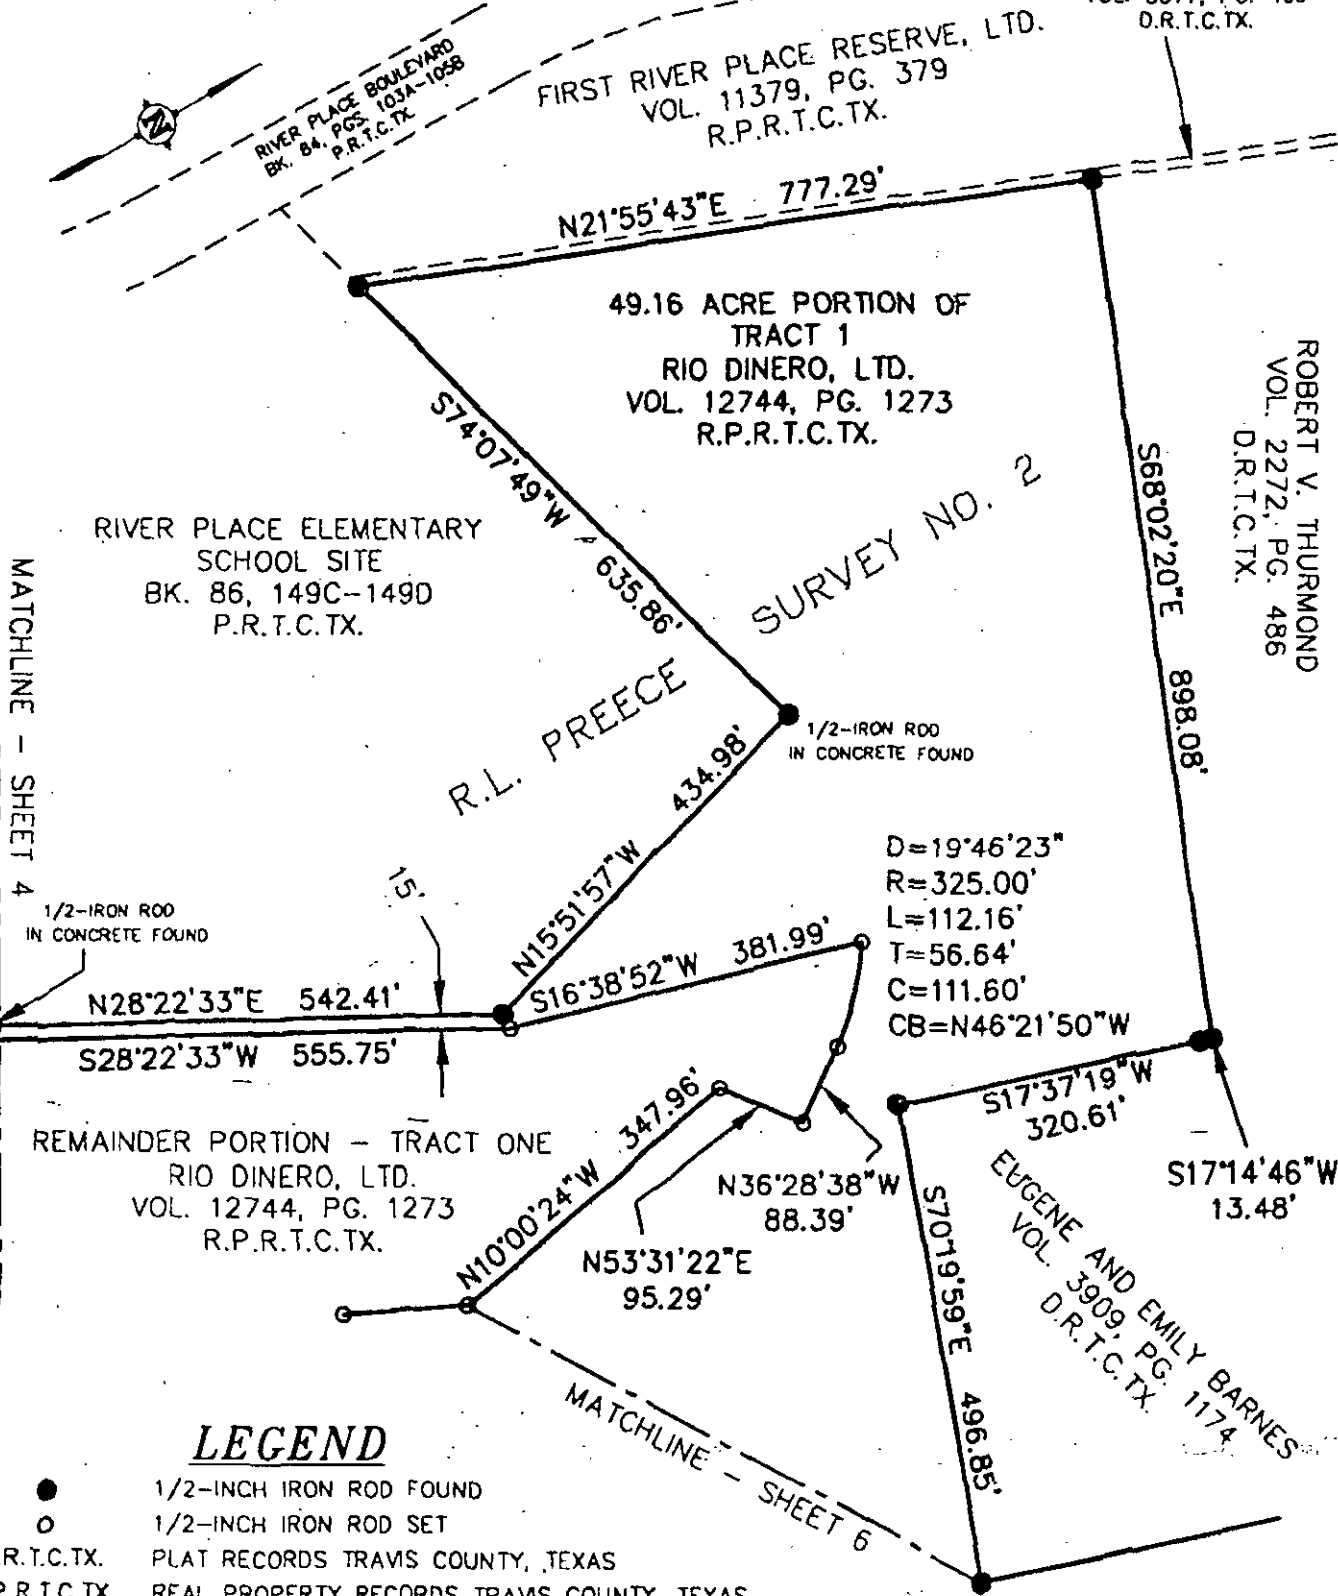 D.R.T.C.TX.
FIRST RIVER PLACE RESERVE, LTD.
VOL. 11379, PG. 379
R.P.R.T.C.TX.
N
RIVER PLACE BOULEVARD
BK. 84, PGS. 103A-105B
P.R.T.C.TX
N21°55'43"E 777.29'
49.16 ACRE PORTION OF
TRACT 1
RIO DINERO, LTD.
VOL. 12744, PG. 1273
R.P.R.T.C.TX.
ROBERT V. THURMOND
VOL. 2272, PG. 486
D.R.T.C.TX.
S74°07'49"W 635.86'
S68°02'20"E 898.08'
RIVER PLACE ELEMENTARY
SCHOOL SITE
BK. 86, 149C-149D
P.R.T.C.TX.
R.L. PREECE SURVEY NO. 2
MATCHLINE - SHEET 4
1/2-IRON ROD
IN CONCRETE FOUND
N15°51'57"W 434.98'
15'
1/2-IRON ROD
IN CONCRETE FOUND
D=19°46'23"
R=325.00'
L=112.16'
T=56.64'
C=111.60'
CB=N46°21'50"W
S16°38'52"W 381.99'
N28°22'33"E 542.41'
S28°22'33"W 555.75'
S17°37'19"W
320.61'
S17°14'46"W
13.48'
REMAINDER PORTION - TRACT ONE
RIO DINERO, LTD.
VOL. 12744, PG. 1273
R.P.R.T.C.TX.
N10°00'24"W 347.96'
N36°28'38"W
88.39'
N53°31'22"E
95.29'
S70°19'59"E 496.85'
EUGENE AND EMILY BARNES
VOL. 3909, PG. 1174
D.R.T.C.TX.
MATCHLINE - SHEET 6
LEGEND
1/2-INCH IRON ROD FOUND
1/2-INCH IRON ROD SET
R.T.C.TX. PLAT RECORDS TRAVIS COUNTY, TEXAS
P.R.T.C.TX. REAL PROPERTY RECORDS TRAVIS COUNTY, TEXAS